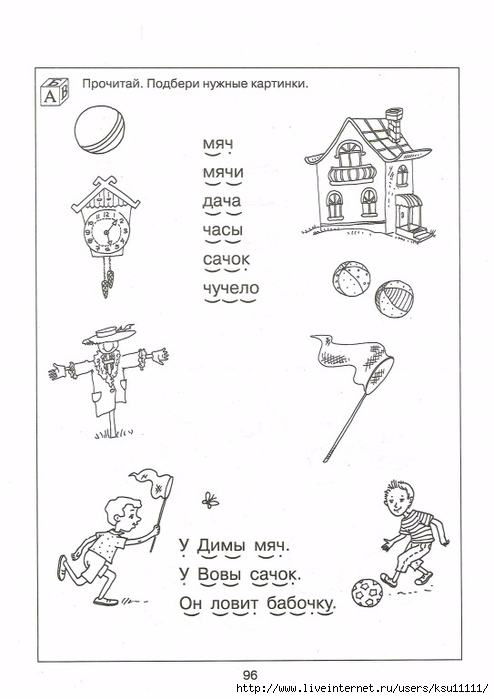 Б
А
Прочитай. Подбери нужные картинки.
мяч
мячи
дача
часы
сачок
чучело
У Димы мяч.
У Вовы сачок.
Он ловит бабочку.
96
http://www.liveinternet.ru/users/ksu11111/